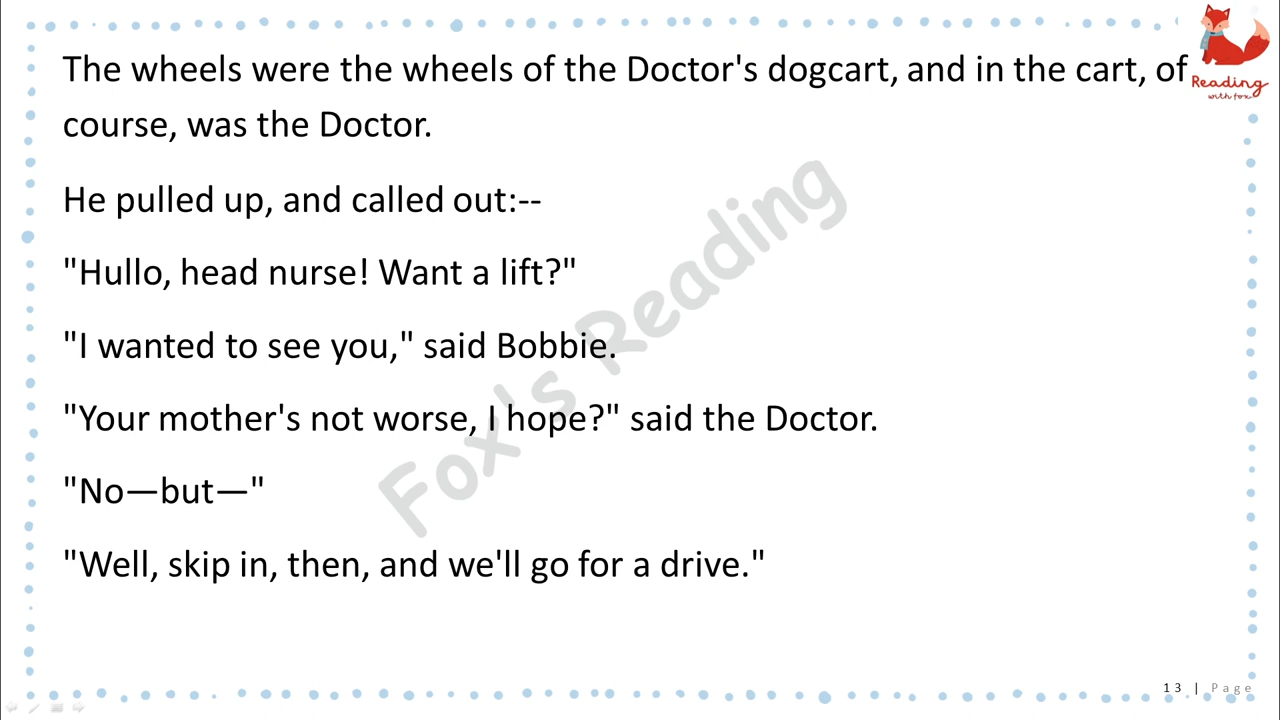 The wheels were the wheels of the Doctor's dogcart, and in the cart, of
course, was the Doctor.
He pulled up, and called out:--
"Hullo, head nurse! Want a lift?"
"I wanted to see you," said Bobbie.
"Your mother's not worse, I hope?" said the Doctor.
"No—but—"
"Well, skip in, then, and we'll go for a drive."
Reading
with fox
Fox's Reading
13 | Page